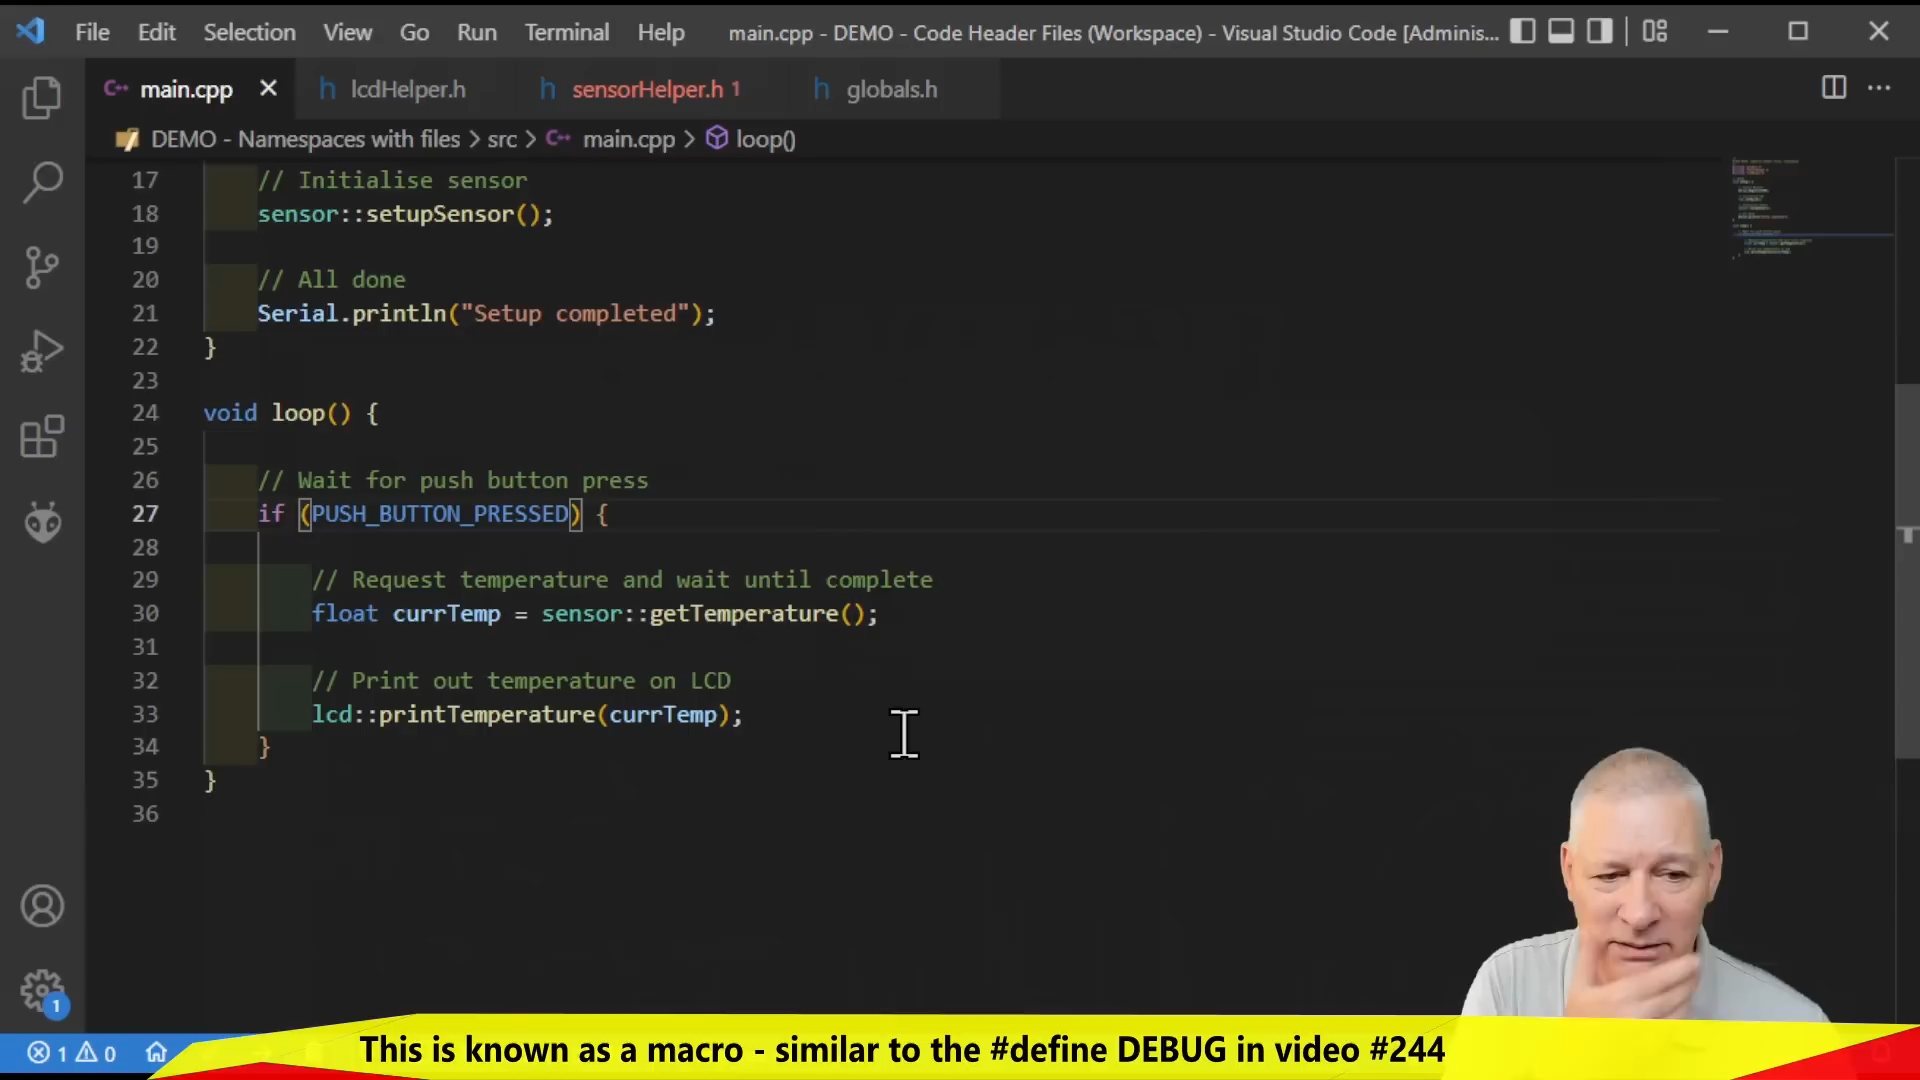 File Edit Selection View Go Run Terminal Help main.cpp - DEMO - Code Header Files (Workspace) - Visual Studio Code [Adminis...
main.cpp lcdHelper.h sensorHelper.h 1 globals.h
DEMO - Namespaces with files > src > main.cpp > loop()
17 // Initialise sensor
18 sensor::setupSensor();
19
20 // All done
21 Serial.println("Setup completed");
22 }
23
24 void loop() {
25
26 // Wait for push button press
27 if (PUSH_BUTTON_PRESSED) {
28
29 // Request temperature and wait until complete
30 float currTemp = sensor::getTemperature();
31
32 // Print out temperature on LCD
33 lcd::printTemperature(currTemp);
34 }
35 }
36
1
1 0
This is known as a macro - similar to the #define DEBUG in video #244